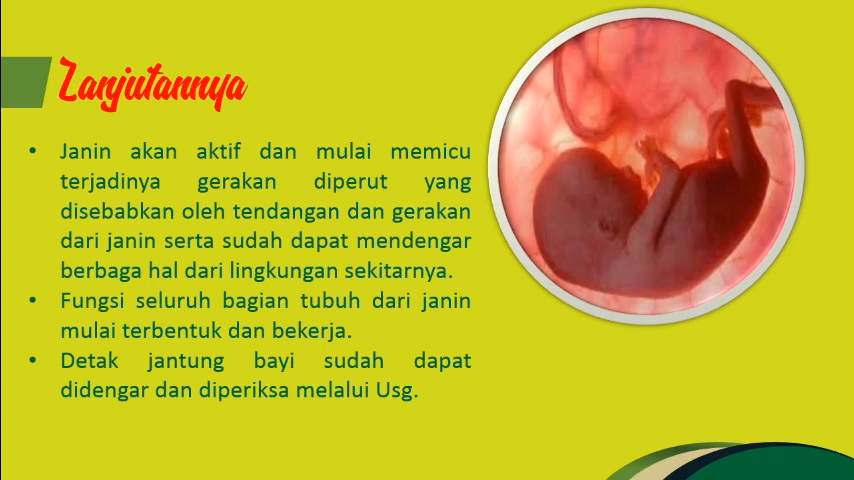 Lanjutannya
• Janin akan aktif dan mulai memicu
terjadinya gerakan diperut yang
disebabkan oleh tendangan dan gerakan
dari janin serta sudah dapat mendengar
berbaga hal dari lingkungan sekitarnya.
• Fungsi seluruh bagian tubuh dari janin
mulai terbentuk dan bekerja.
• Detak jantung bayi sudah dapat
didengar dan diperiksa melalui Usg.